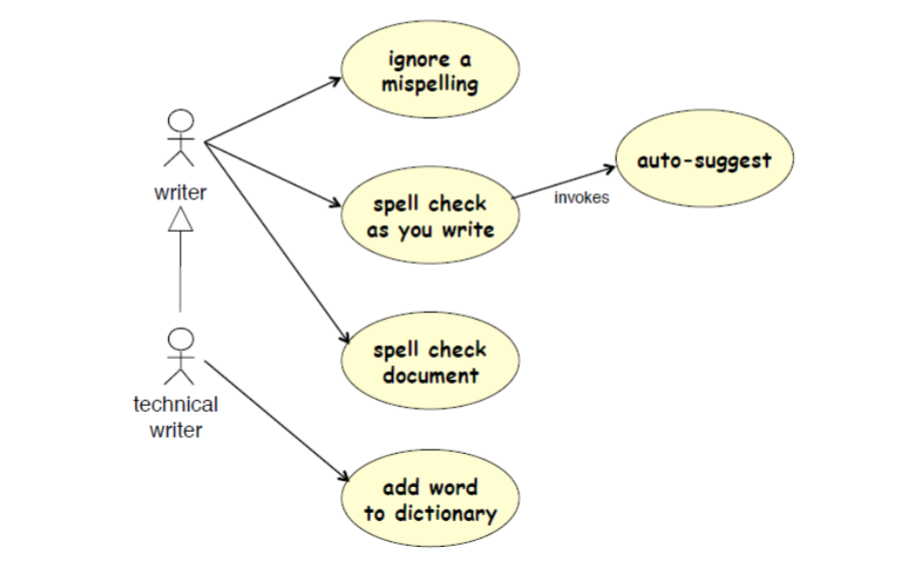 ignore a
mispelling
writer
auto-suggest
spell check
as you write
invokes
spell check
document
technical
writer
add word
to dictionary